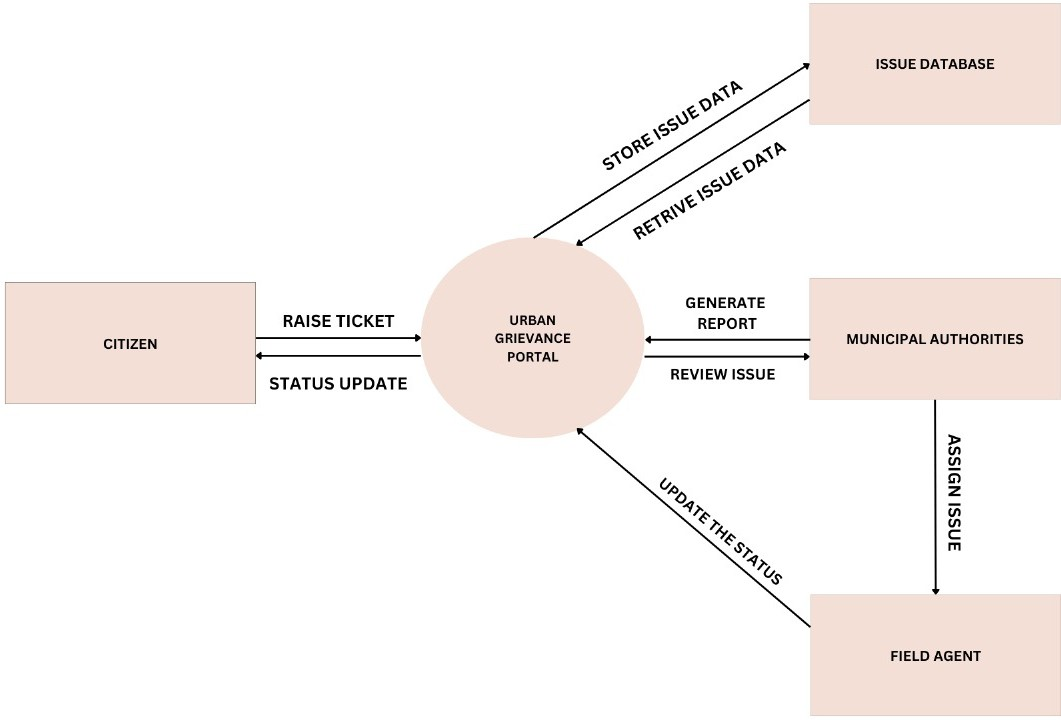 ISSUE DATABASE
STORE ISSUE DATA
RETRIVE ISSUE DATA
CITIZEN
RAISE TICKET
STATUS UPDATE
URBAN
GRIEVANCE
PORTAL
GENERATE
REPORT
REVIEW ISSUE
MUNICIPAL AUTHORITIES
ASSIGN ISSUE
UPDATE THE STATUS
FIELD AGENT